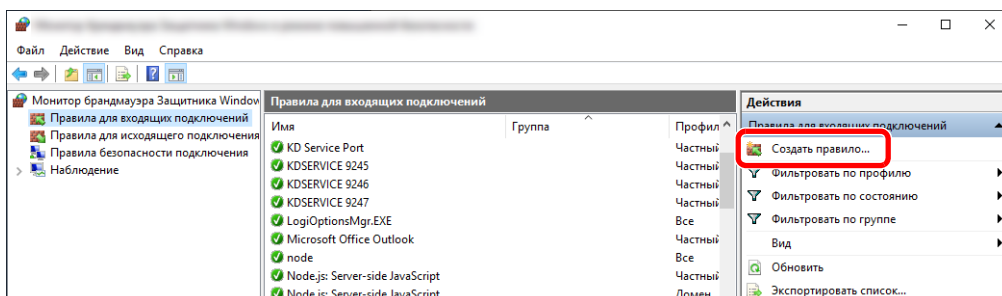 Файл Действие Вид Справка
Монитор брандмауэра Защитника Window
Правила для входящих подключений
Правила для исходящего подключения
Правила безопасности подключения
Наблюдение
Правила для входящих подключений
Имя Группа Профил
KD Service Port Частный
KDSERVICE 9245 Частный
KDSERVICE 9246 Частный
KDSERVICE 9247 Частный
LogiOptionsMgr.EXE Все
Microsoft Office Outlook Частный
node Все
Node.js: Server-side JavaScript Частный
Node.js: Server-side JavaScript Домен
Действия
Правила для входящих подключений
Создать правило...
Фильтровать по профилю
Фильтровать по состоянию
Фильтровать по группе
Вид
Обновить
Экспортировать список...